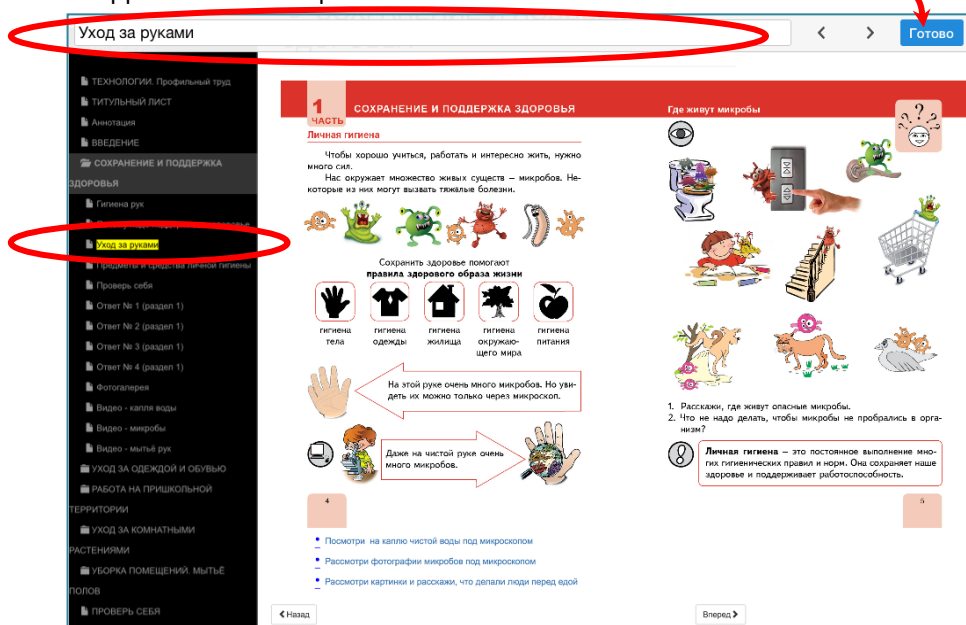 Уход за руками
Готово
ТЕХНОЛОГИИ. Профильный труд
ТИТУЛЬНЫЙ ЛИСТ
Аннотация
ВВЕДЕНИЕ
СОХРАНЕНИЕ И ПОДДЕРЖКА
ЗДОРОВЬЯ
Гигиена рук
Уход за руками
Предметы и средства личной гигиены
Проверь себя
Ответ № 1 (раздел 1)
Ответ № 2 (раздел 1)
Ответ № 3 (раздел 1)
Ответ № 4 (раздел 1)
Фотогалерея
Видео - капля воды
Видео - микробы
Видео - мытьё рук
УХОД ЗА ОДЕЖДОЙ И ОБУВЬЮ
РАБОТА НА ПРИШКОЛЬНОЙ
ТЕРРИТОРИИ
УХОД ЗА КОМНАТНЫМИ
РАСТЕНИЯМИ
УБОРКА ПОМЕЩЕНИЙ. МЫТЬЁ
ПОЛОВ
ПРОВЕРЬ СЕБЯ
1
ЧАСТЬ
СОХРАНЕНИЕ И ПОДДЕРЖКА ЗДОРОВЬЯ
Личная гигиена
Чтобы хорошо учиться, работать и интересно жить, нужно
много сил.
Нас окружает множество живых существ – микробов. Не-
которые из них могут вызвать тяжёлые болезни.
Сохранить здоровье помогают
правила здорового образа жизни
гигиена тела
гигиена одежды
гигиена жилища
гигиена окружаю-
щего мира
гигиена питания
На этой руке очень много микробов. Но уви-
деть их можно только через микроскоп.
Даже на чистой руке очень
много микробов.
4
Посмотри на каплю чистой воды под микроскопом
Рассмотри фотографии микробов под микроскопом
Рассмотри картинки и расскажи, что делали люди перед едой
Назад
Где живут микробы
???
1. Расскажи, где живут опасные микробы.
2. Что не надо делать, чтобы микробы не пробрались в орга-
низм?
Личная гигиена – это постоянное выполнение мно-
гих гигиенических правил и норм. Она сохраняет наше
здоровье и поддерживает работоспособность.
5
Вперед